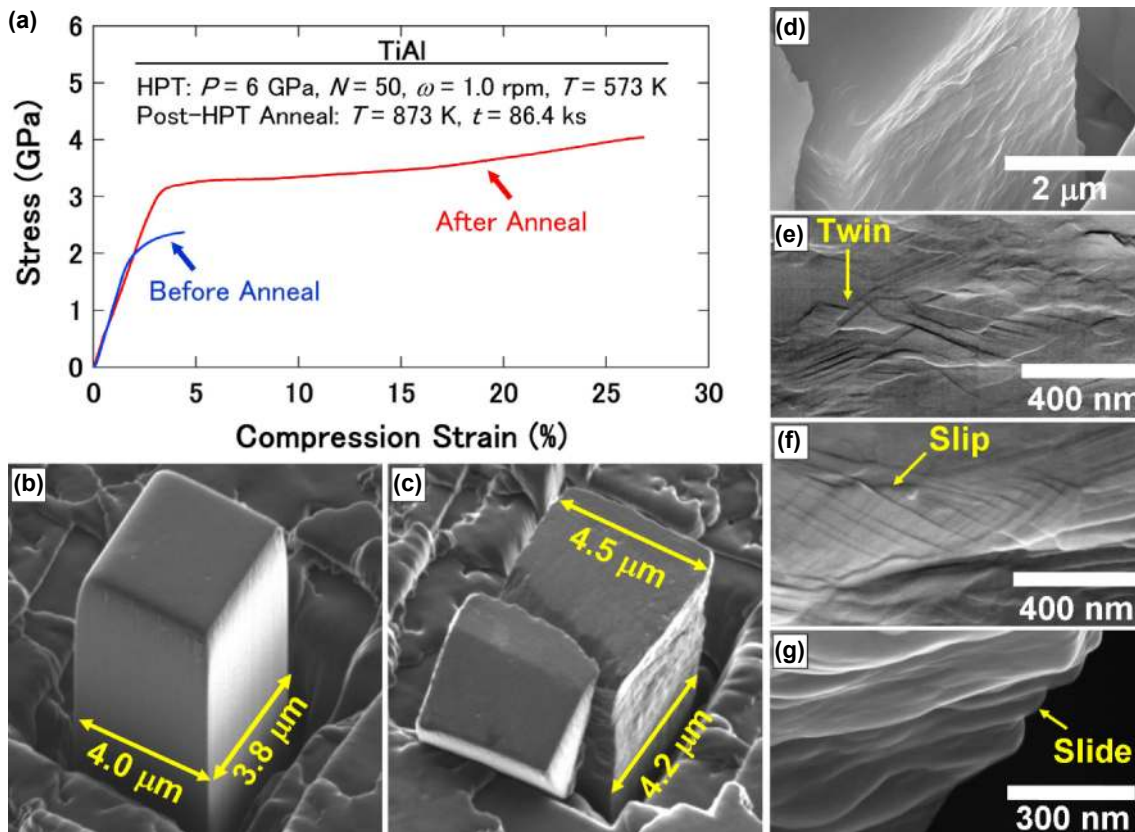 (a)
6
5
4
3
2
1
0
Stress (GPa)
TiAl
HPT: P = 6 GPa, N = 50, ω = 1.0 rpm, T = 573 K
Post-HPT Anneal: T = 873 K, t = 86.4 ks
After Anneal
Before Anneal
0 5 10 15 20 25 30
Compression Strain (%)
(b)
4.0 μm
3.8 μm
(c)
4.5 μm
4.2 μm
(d)
2 μm
(e)
Twin
400 nm
(f)
Slip
400 nm
(g)
Slide
300 nm